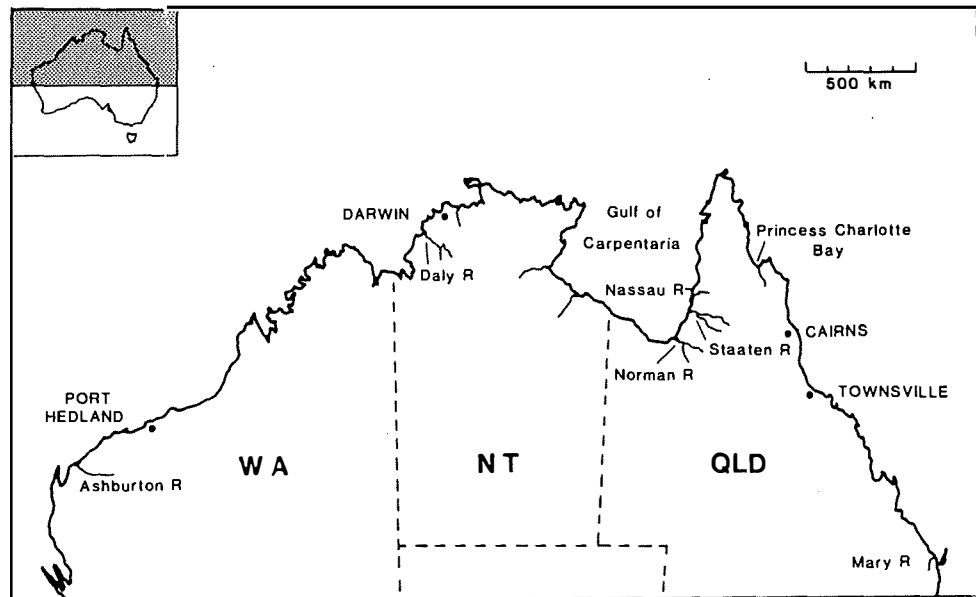 500 km
DARWIN
Gulf of
Carpentaria
Princess Charlotte
Bay
Daly R
Nassau R
CAIRNS
Staaten R
Norman R
PORT
HEDLAND
TOWNSVILLE
WA
NT
QLD
Ashburton R
Mary R